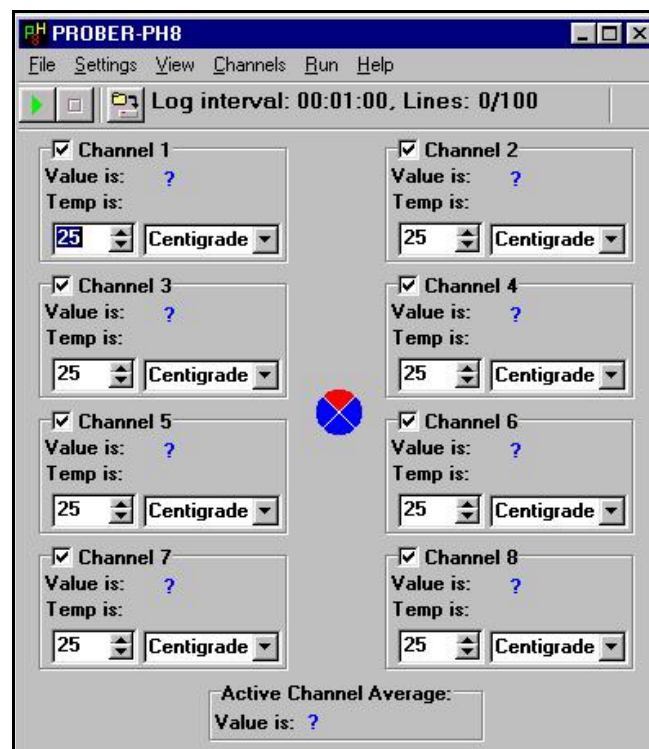 PH PROBER-PH8
File Settings View Channels Run Help
Log interval: 00:01:00, Lines: 0/100
Channel 1
Value is: ?
Temp is:
25 Centigrade
Channel 2
Value is: ?
Temp is:
25 Centigrade
Channel 3
Value is: ?
Temp is:
25 Centigrade
Channel 4
Value is: ?
Temp is:
25 Centigrade
Channel 5
Value is: ?
Temp is:
25 Centigrade
Channel 6
Value is: ?
Temp is:
25 Centigrade
Channel 7
Value is: ?
Temp is:
25 Centigrade
Channel 8
Value is: ?
Temp is:
25 Centigrade
Active Channel Average:
Value is: ?